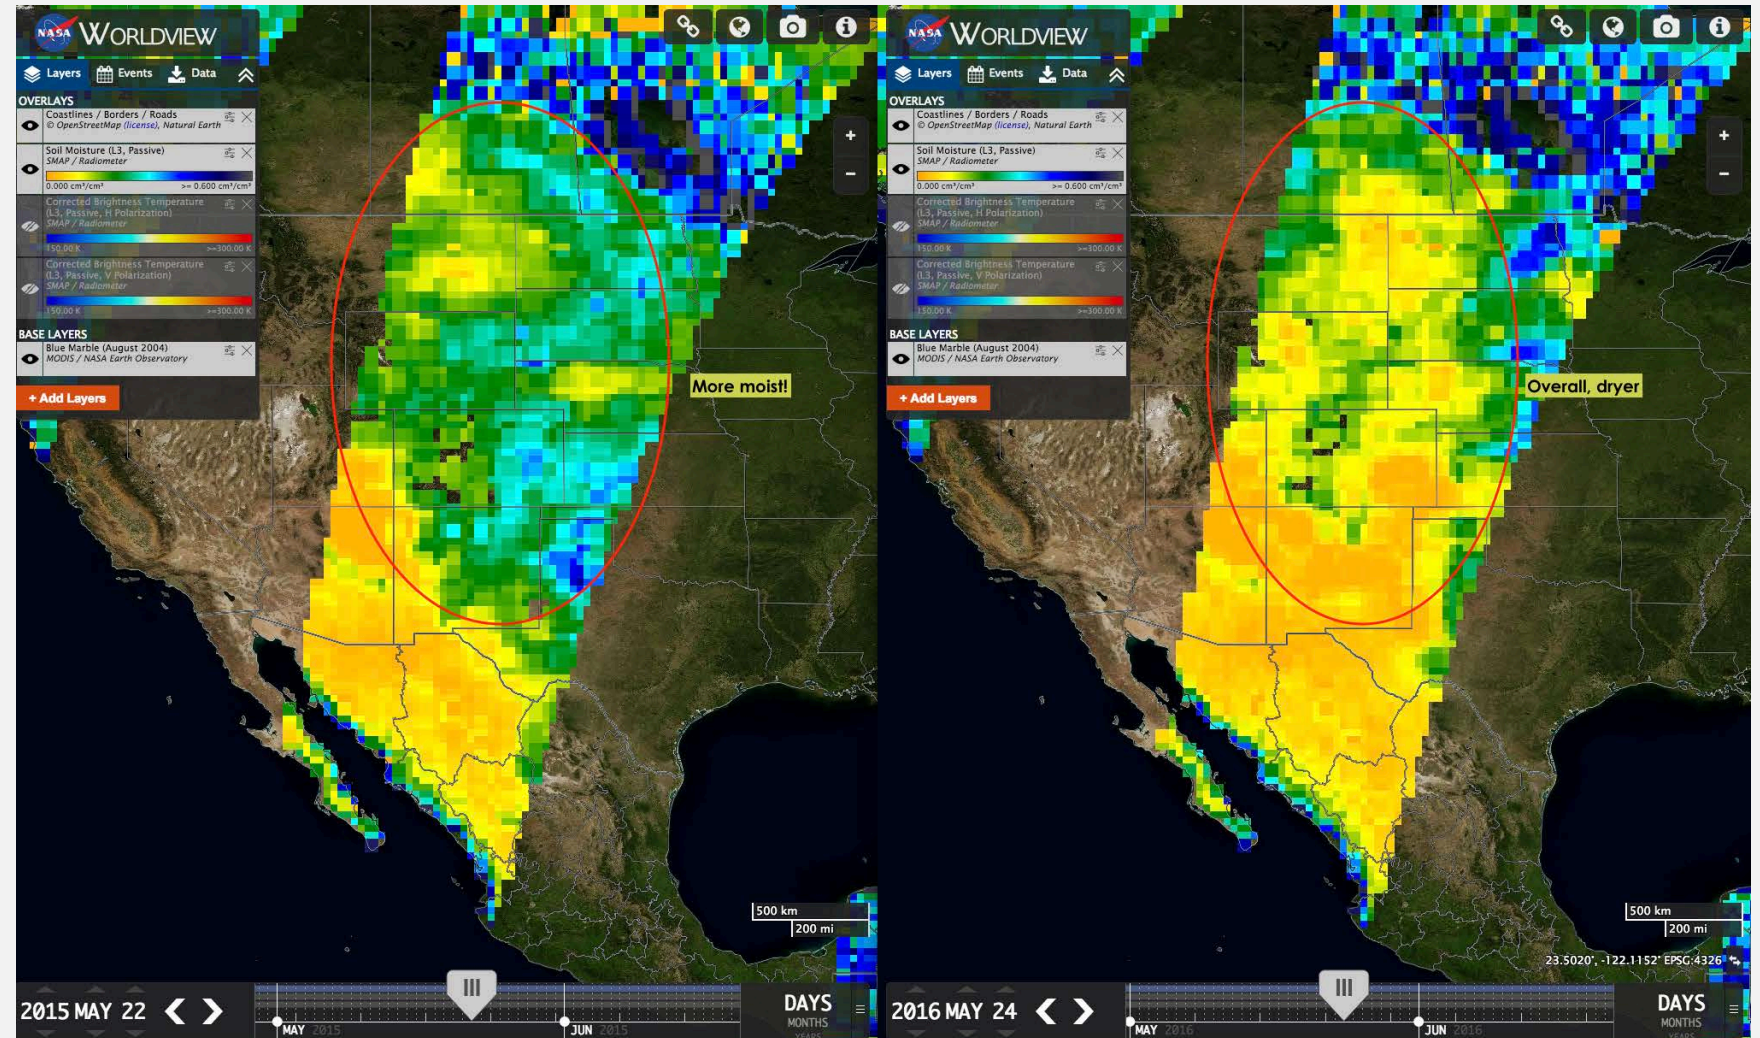 NASA WORLDVIEW
Layers Events Data
OVERLAYS
Coastlines / Borders / Roads
© OpenStreetMap (license), Natural Earth
Soil Moisture (L3, Passive)
SMAP / Radiometer
0.000 cm³/cm³ >= 0.600 cm³/cm³
Corrected Brightness Temperature
(L3, Passive, H Polarization)
SMAP / Radiometer
150.00 K >=300.00 K
Corrected Brightness Temperature
(L3, Passive, V Polarization)
SMAP / Radiometer
150.00 K >=300.00 K
BASE LAYERS
Blue Marble (August 2004)
MODIS / NASA Earth Observatory
+ Add Layers
More moist!
500 km
200 mi
2015 MAY 22
MAY 2015
JUN 2015
DAYS
MONTHS
YEARS
NASA WORLDVIEW
Layers Events Data
OVERLAYS
Coastlines / Borders / Roads
© OpenStreetMap (license), Natural Earth
Soil Moisture (L3, Passive)
SMAP / Radiometer
0.000 cm³/cm³ >= 0.600 cm³/cm³
Corrected Brightness Temperature
(L3, Passive, H Polarization)
SMAP / Radiometer
150.00 K >=300.00 K
Corrected Brightness Temperature
(L3, Passive, V Polarization)
SMAP / Radiometer
150.00 K >=300.00 K
BASE LAYERS
Blue Marble (August 2004)
MODIS / NASA Earth Observatory
+ Add Layers
Overall, dryer
500 km
200 mi
23.5020°, -122.1152° EPSG:4326
2016 MAY 24
MAY 2016
JUN 2016
DAYS
MONTHS
YEARS